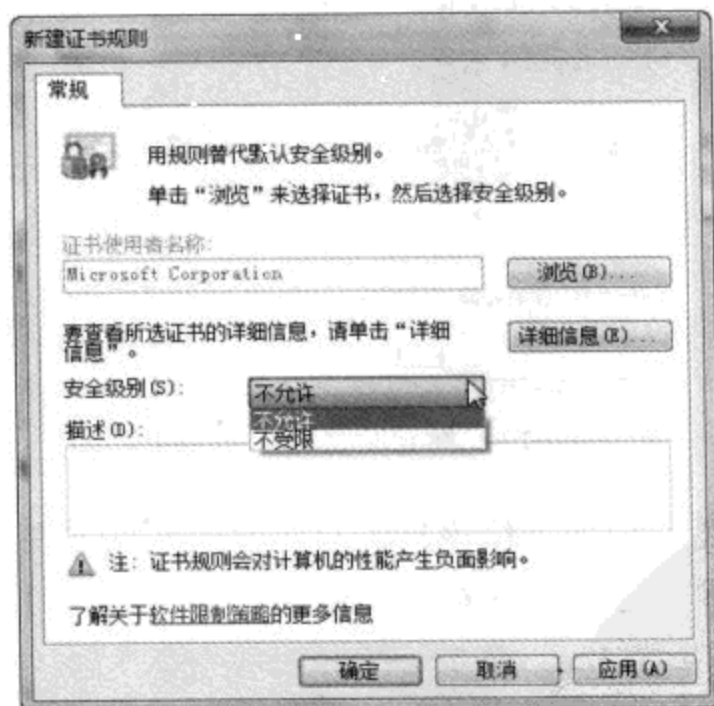 新建证书规则
常规
用规则替代默认安全级别。
单击“浏览”来选择证书，然后选择安全级别。
证书使用者名称:
Microsoft Corporation
浏览(B)...
要查看所选证书的详细信息，请单击“详细
信息”。
详细信息(E)...
安全级别(S):
不允许
不允许
不受限
描述(D):
注: 证书规则会对计算机的性能产生负面影响。
了解关于软件限制策略的更多信息
确定
取消
应用(A)